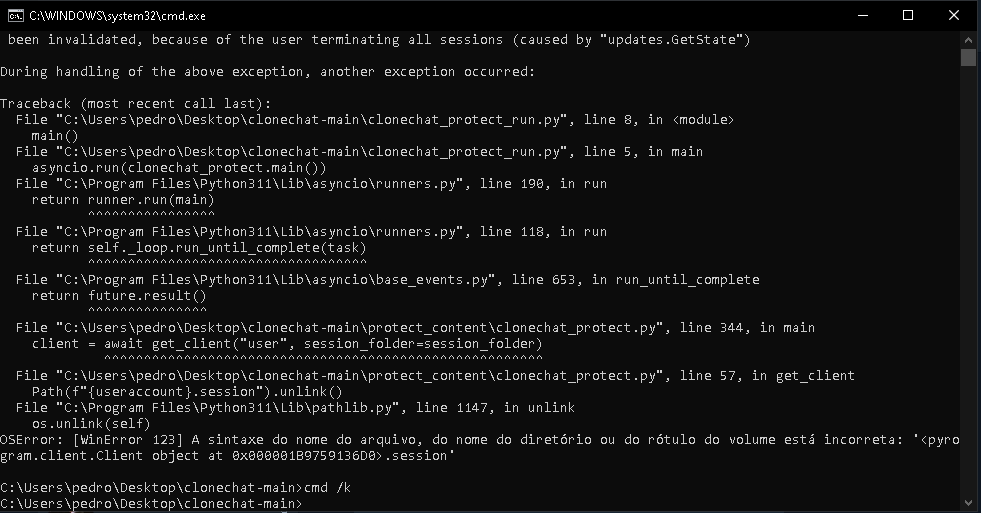 C:\WINDOWS\system32\cmd.exe
been invalidated, because of the user terminating all sessions (caused by "updates.GetState")
During handling of the above exception, another exception occurred:
Traceback (most recent call last):
  File "C:\Users\pedro\Desktop\clonechat-main\clonechat_protect_run.py", line 8, in <module>
    main()
  File "C:\Users\pedro\Desktop\clonechat-main\clonechat_protect_run.py", line 5, in main
    asyncio.run(clonechat_protect.main())
  File "C:\Program Files\Python311\Lib\asyncio\runners.py", line 190, in run
    return runner.run(main)
           ^^^^^^^^^^^^^^^^
  File "C:\Program Files\Python311\Lib\asyncio\runners.py", line 118, in run
    return self._loop.run_until_complete(task)
           ^^^^^^^^^^^^^^^^^^^^^^^^^^^^^^^^^^^
  File "C:\Program Files\Python311\Lib\asyncio\base_events.py", line 653, in run_until_complete
    return future.result()
           ^^^^^^^^^^^^^^^
  File "C:\Users\pedro\Desktop\clonechat-main\protect_content\clonechat_protect.py", line 344, in main
    client = await get_client("user", session_folder=session_folder)
             ^^^^^^^^^^^^^^^^^^^^^^^^^^^^^^^^^^^^^^^^^^^^^^^^^^^^^^^
  File "C:\Users\pedro\Desktop\clonechat-main\protect_content\clonechat_protect.py", line 57, in get_client
    Path(f"{useraccount}.session").unlink()
  File "C:\Program Files\Python311\Lib\pathlib.py", line 1147, in unlink
    os.unlink(self)
OSError: [WinError 123] A sintaxe do nome do arquivo, do nome do diretório ou do rótulo do volume está incorreta: '<pyro
gram.client.Client object at 0x000001B9759136D0>.session'
C:\Users\pedro\Desktop\clonechat-main>cmd /k
C:\Users\pedro\Desktop\clonechat-main>